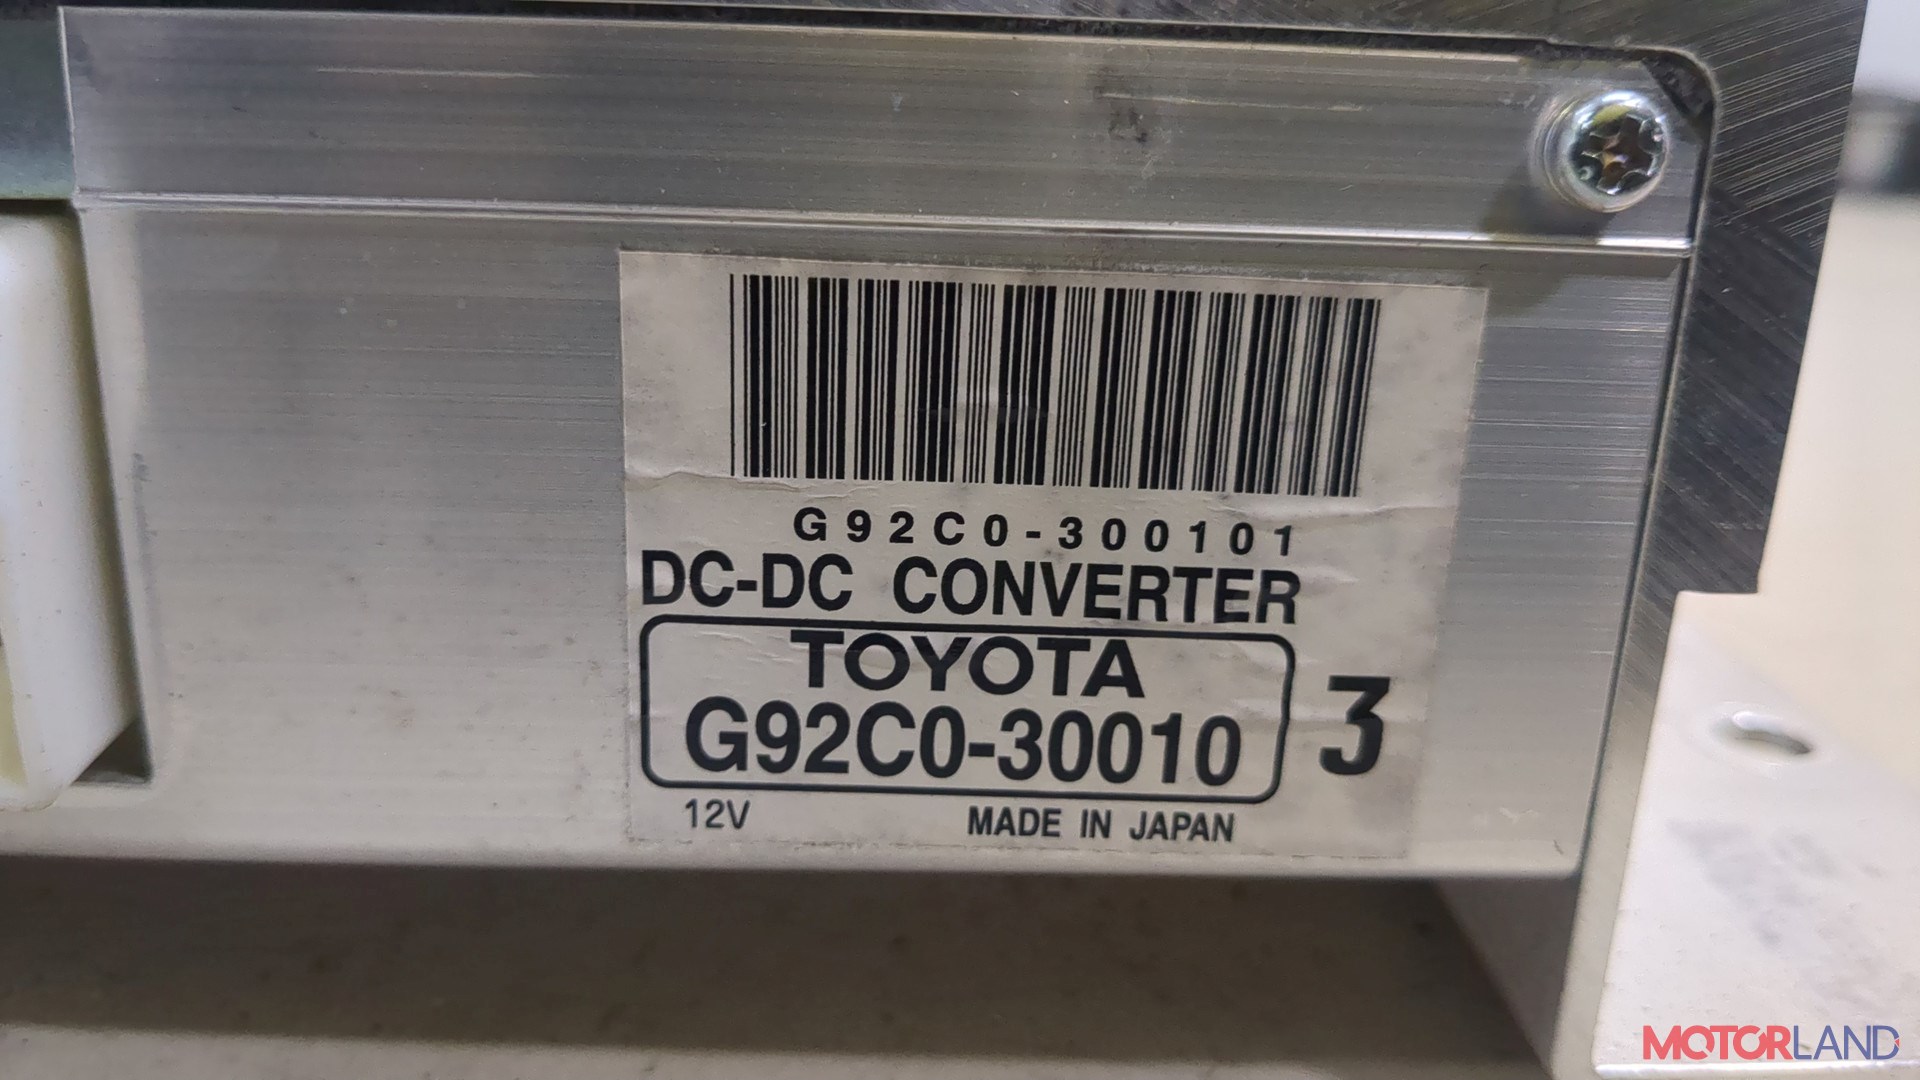 G92C0-300101
DC-DC CONVERTER
TOYOTA
G92C0-30010
3
12V MADE IN JAPAN
MOTORLAND